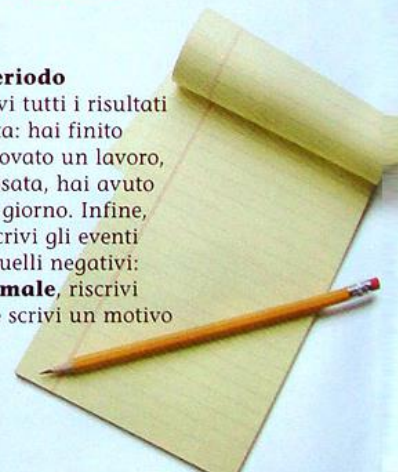 eriodo
vi tutti i risultati
ta: hai finito
ovato un lavoro,
sata, hai avuto
giorno. Infine,
crivi gli eventi
uelli negativi:
male, riscrivi
e scrivi un motivo